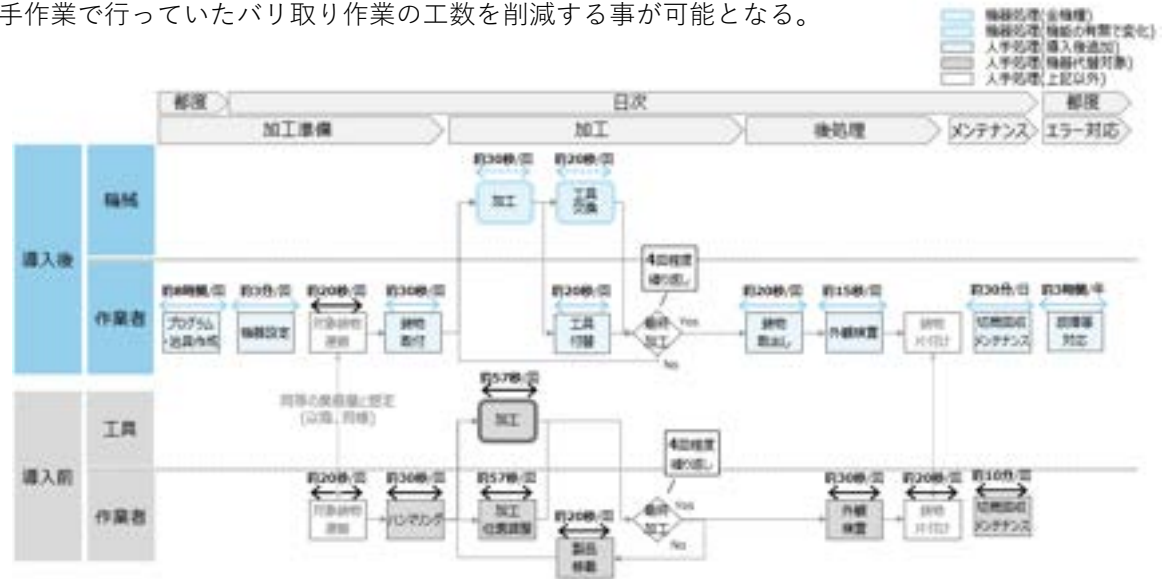 手作業で行っていたバリ取り作業の工数を削減する事が可能となる。
機器処理(全機種)
機器処理(機能の有無で変化)
人手処理(導入後追加)
人手処理(機器代替対象)
人手処理(上記以外)
都度
日次
都度
加工準備
加工
後処理
メンテナンス
エラー対応
導入後
機械
約30秒/回
約20秒/回
加工
工具
交換
4回程度
繰り返し
作業者
約8時間/回
約3分/回
約20秒/回
約30秒/回
約20秒/回
約20秒/回
約15秒/回
約30分/日
約3時間/年
プログラム
・治具作成
機器設定
対象鋳物
運搬
鋳物
取付
工具
付替
最終
加工
Yes
No
鋳物
取出し
外観検査
鋳物
片付け
切屑回収
メンテナンス
故障等
対応
同等の業務量と想定
(以降、同様)
導入前
工具
約57秒/回
加工
4回程度
繰り返し
作業者
約20秒/回
約30秒/回
約57秒/回
約20秒/回
約30秒/回
約20秒/回
約10分/日
対象鋳物
運搬
ハンマリング
加工
位置調整
製品
移載
最終
加工
Yes
No
外観
検査
鋳物
片付け
切屑回収
メンテナンス